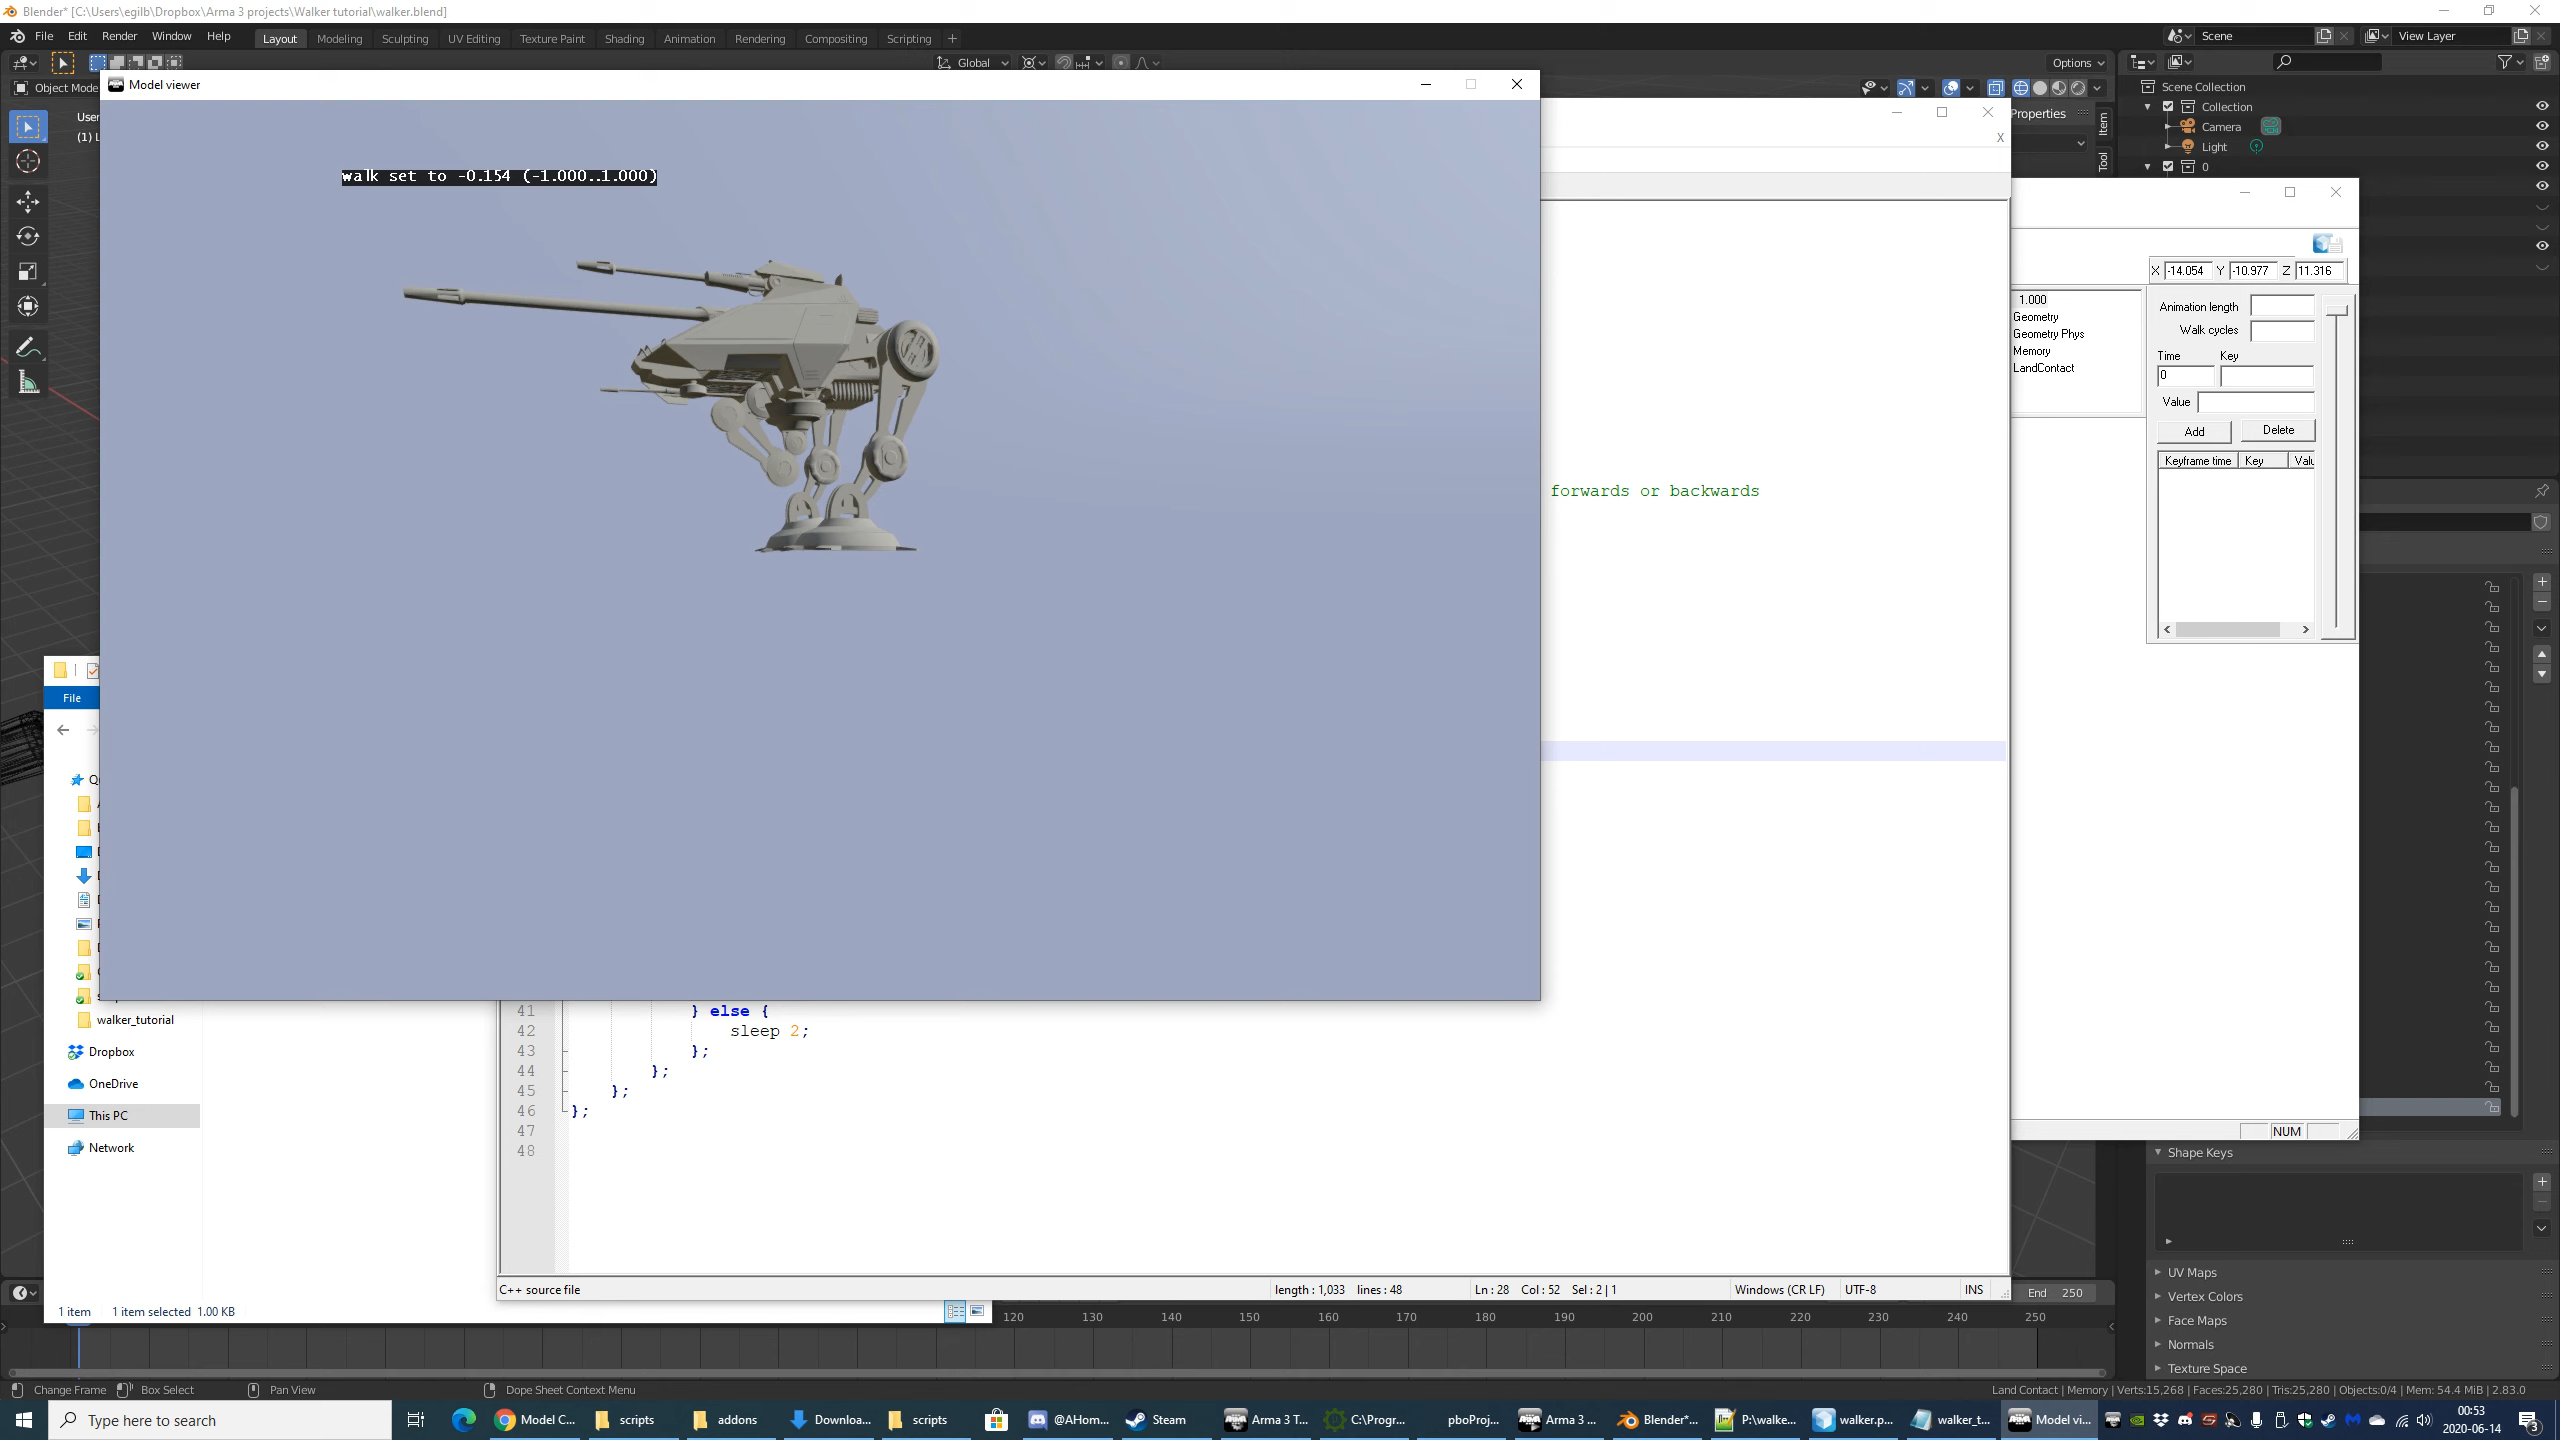 Blender* [C:\Users\egilb\Dropbox\Arma 3 projects\Walker tutorial\walker.blend]
File Edit Render Window Help Layout Modeling Sculpting UV Editing Texture Paint Shading Animation Rendering Compositing Scripting + Scene View Layer
Global Options
Object Mode
Model viewer
User
(1) L
walk set to -0.154 (-1.000..1.000)
Properties
X
Item
Tool
Scene Collection
Collection
Camera
Light
0
X -14.054 Y -10.977 Z 11.316
1.000
Geometry
Geometry Phys
Memory
LandContact
Animation length
Walk cycles
Time Key
0
Value
Add Delete
Keyframe time Key Valu
forwards or backwards
File
walker_tutorial
Dropbox
OneDrive
This PC
Network
1 item 1 item selected 1.00 KB
41 } else {
42 sleep 2;
43 };
44 };
45 };
46 };
47
48
C++ source file length : 1,033 lines : 48 Ln : 28 Col : 52 Sel : 2 | 1 Windows (CR LF) UTF-8 INS
NUM
Shape Keys
UV Maps
Vertex Colors
Face Maps
Normals
Texture Space
End 250
120 130 140 150 160 170 180 190 200 210 220 230 240 250
Change Frame Box Select Pan View Dope Sheet Context Menu
Land Contact | Memory | Verts:15,268 | Faces:25,280 | Tris:25,280 | Objects:0/4 | Mem: 54.4 MiB | 2.83.0
Type here to search
Model C... scripts addons Downloa... scripts @AHom... Steam Arma 3 T... C:\Progr... pboProj... Arma 3 ... Blender*... P:\walke... walker.p... walker_t... Model vi...
00:53
2020-06-14
3